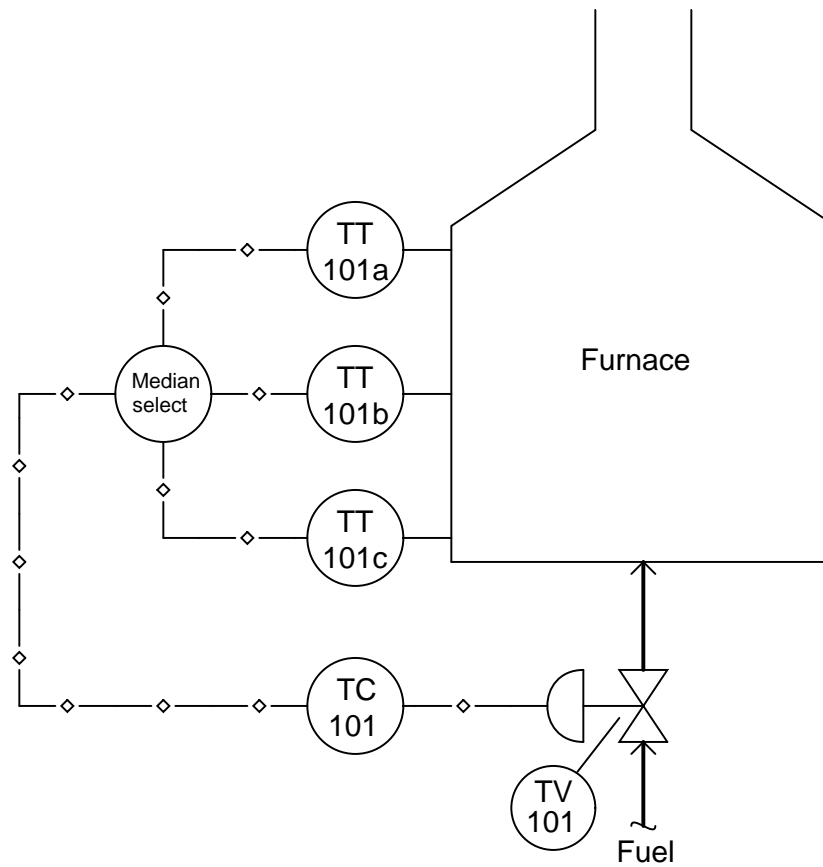 TT
101a
Furnace
Median
select
TT
101b
TT
101c
TC
101
TV
101
Fuel